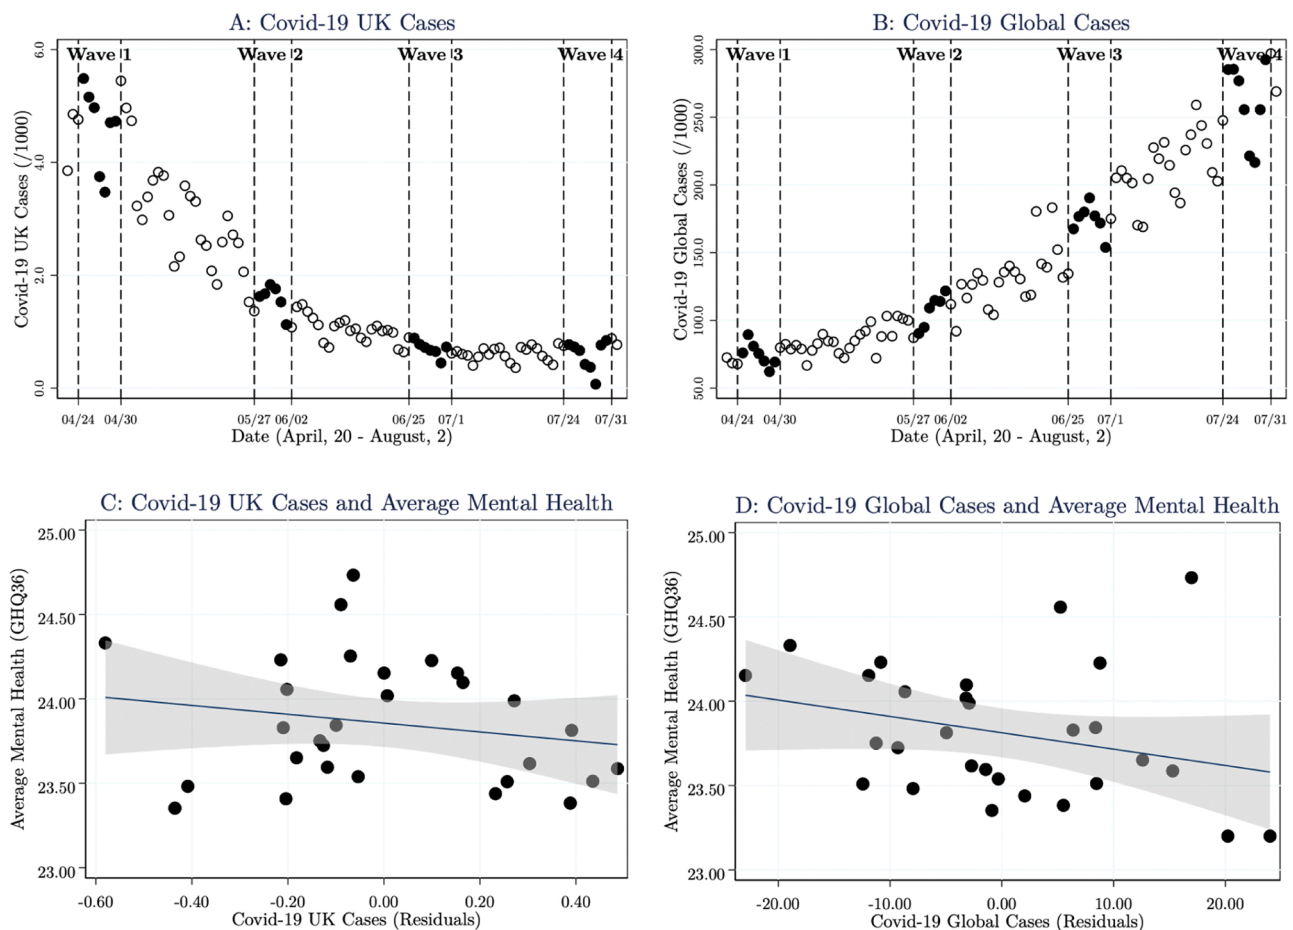 A: Covid-19 UK Cases
Wave 1 Wave 2 Wave 3 Wave 4
Covid-19 UK Cases (/1000)
6.0
4.0
2.0
0.0
04/24 04/30 05/27 06/02 06/25 07/1 07/24 07/31
Date (April, 20 - August, 2)
B: Covid-19 Global Cases
Wave 1 Wave 2 Wave 3 Wave 4
Covid-19 Global Cases (/1000)
300.0
250.0
200.0
150.0
100.0
50.0
04/24 04/30 05/27 06/02 06/25 07/1 07/24 07/31
Date (April, 20 - August, 2)
C: Covid-19 UK Cases and Average Mental Health
Average Mental Health (GHQ36)
25.00
24.50
24.00
23.50
23.00
-0.60 -0.40 -0.20 0.00 0.20 0.40
Covid-19 UK Cases (Residuals)
D: Covid-19 Global Cases and Average Mental Health
Average Mental Health (GHQ36)
25.00
24.50
24.00
23.50
23.00
-20.00 -10.00 0.00 10.00 20.00
Covid-19 Global Cases (Residuals)